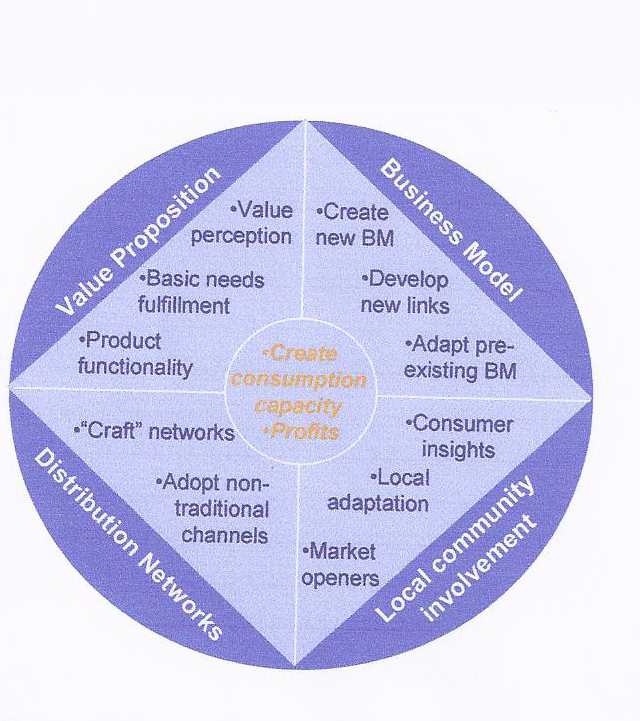 Value Proposition
•Value
perception
•Basic needs
fulfillment
•Product
functionality
Business Model
•Create
new BM
•Develop
new links
•Adapt pre-
existing BM
•Create
consumption
capacity
•Profits
Distribution Networks
•"Craft" networks
•Adopt non-
traditional
channels
Local community
involvement
•Consumer
insights
•Local
adaptation
•Market
openers